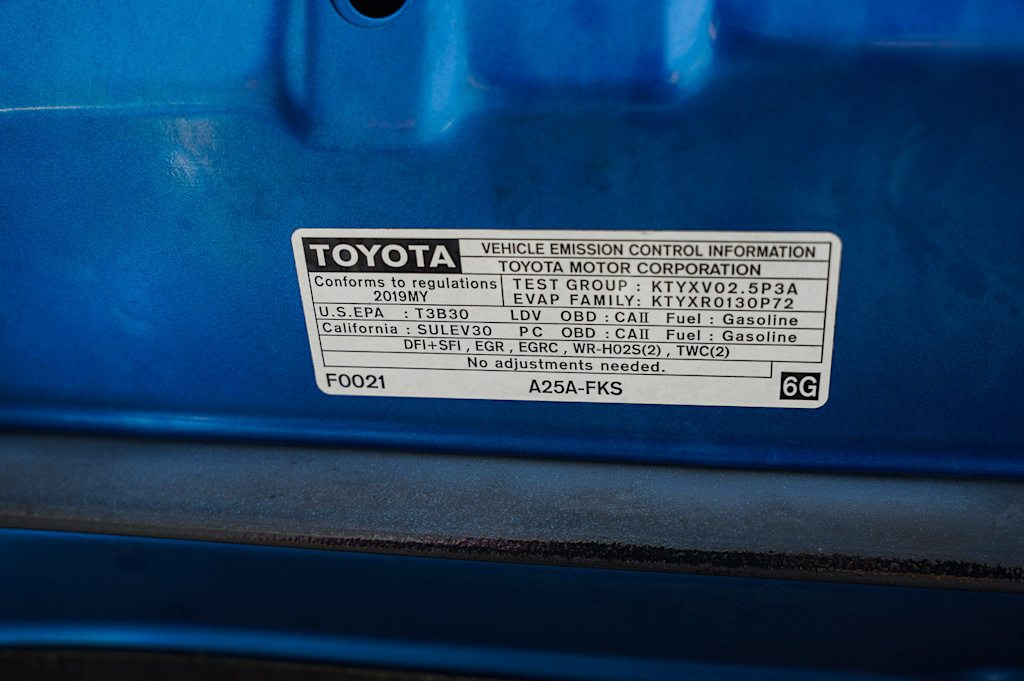 TOYOTA VEHICLE EMISSION CONTROL INFORMATION
TOYOTA MOTOR CORPORATION
Conforms to regulations
2019MY
TEST GROUP : KTYXV02.5P3A
EVAP FAMILY: KTYXR0130P72
U.S.EPA : T3B30 LDV OBD : CAII Fuel : Gasoline
California : SULEV30 PC OBD : CAII Fuel : Gasoline
DFI+SFI , EGR , EGRC , WR-HO2S(2) , TWC(2)
No adjustments needed.
F0021 A25A-FKS 6G